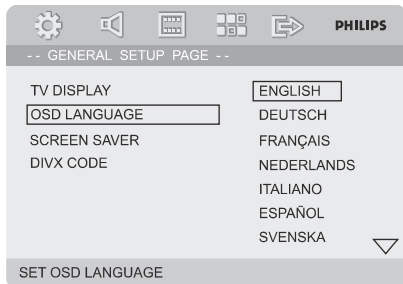 PHILIPS
-- GENERAL SETUP PAGE --
TV DISPLAY
OSD LANGUAGE
SCREEN SAVER
DIVX CODE
ENGLISH
DEUTSCH
FRANÇAIS
NEDERLANDS
ITALIANO
ESPAÑOL
SVENSKA
SET OSD LANGUAGE